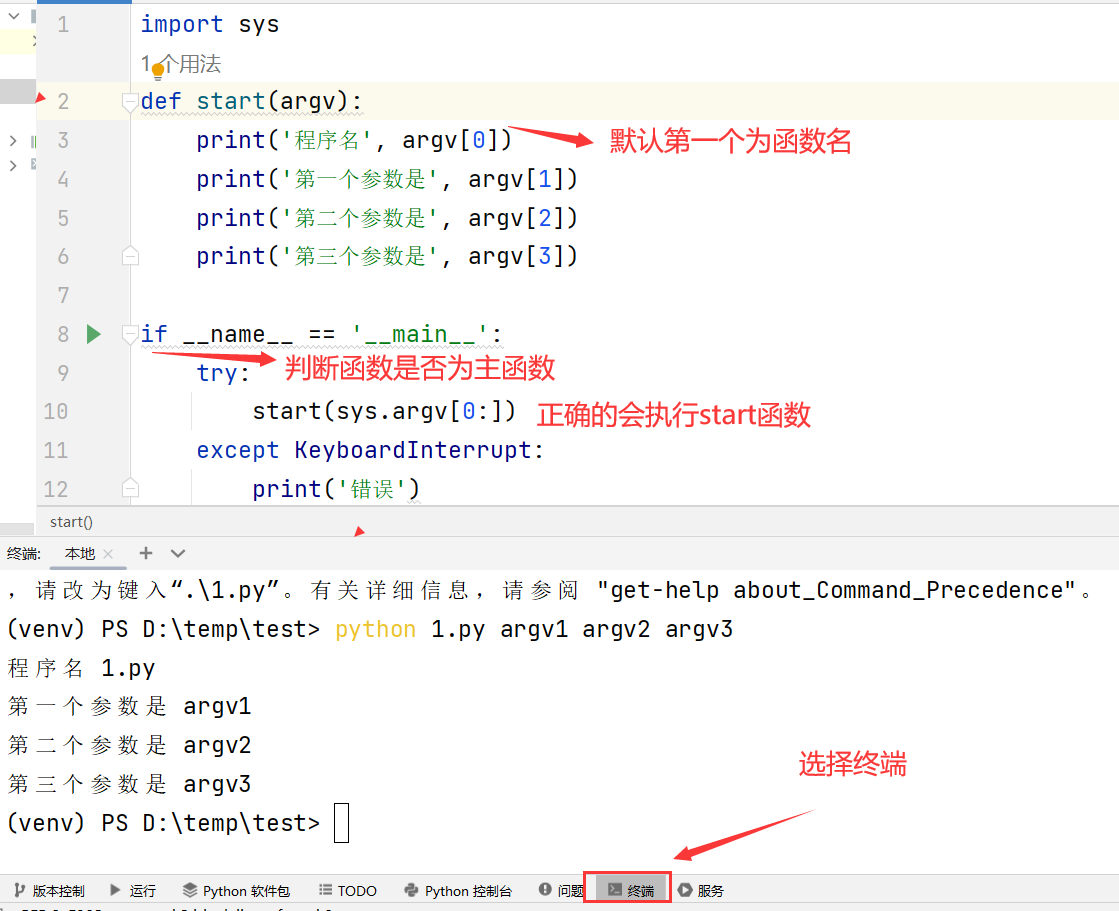 1 import sys
1个用法
2 def start(argv):
3 print('程序名', argv[0])
默认第一个为函数名
4 print('第一个参数是', argv[1])
5 print('第二个参数是', argv[2])
6 print('第三个参数是', argv[3])
7
8 if __name__ == '__main__':
判断函数是否为主函数
9 try:
10 start(sys.argv[0:])
正确的会执行start函数
11 except KeyboardInterrupt:
12 print('错误')
start()
终端: 本地
，请改为键入“.\1.py”。有关详细信息，请参阅 "get-help about_Command_Precedence"。
(venv) PS D:\temp\test> python 1.py argv1 argv2 argv3
程序名 1.py
第一个参数是 argv1
第二个参数是 argv2
第三个参数是 argv3
(venv) PS D:\temp\test>
选择终端
版本控制 运行 Python 软件包 TODO Python 控制台 问题 终端 服务